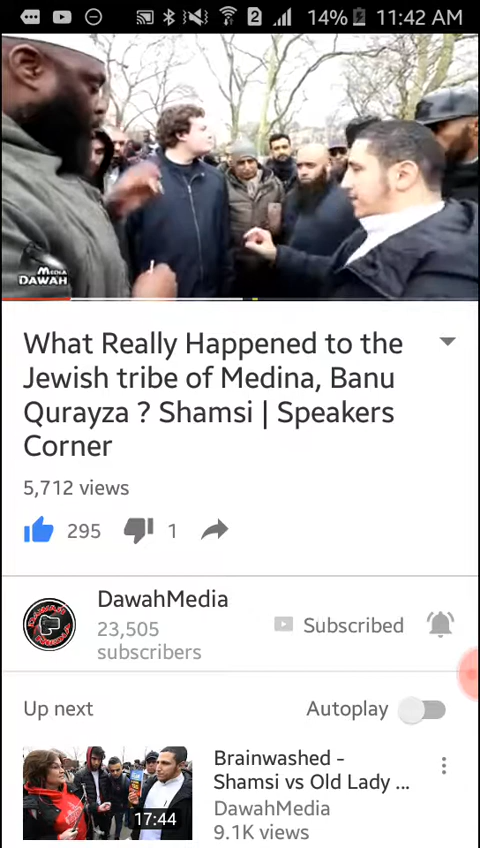 2
14%
11:42 AM
MEDIA
DAWAH
What Really Happened to the
Jewish tribe of Medina, Banu
Qurayza ? Shamsi | Speakers
Corner
5,712 views
295
1
DawahMedia
23,505
subscribers
Subscribed
Up next
Autoplay
Brainwashed -
Shamsi vs Old Lady ...
DawahMedia
9.1K views
17:44